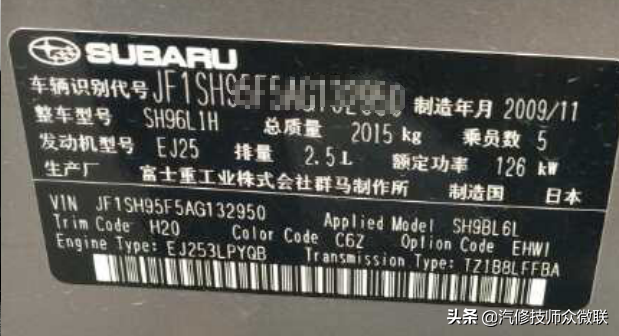 SUBARU
车辆识别代号 JF1SH95F5AG132950 制造年月 2009/11
整车型号 SH96L1H 总质量 2015 kg 乘员数 5
发动机型号 EJ25 排量 2.5L 额定功率 126 kW
生产厂 富士重工业株式会社群马制作所 制造国 日本
VIN JF1SH95F5AG132950 Applied Model SH9BL6L
Trim Code H20 Color Code C6Z Option Code EHWI
Engine Type: EJ253LPYQB Transmission Type: TZ1B8LFFBA
头条 @汽修技师众微联